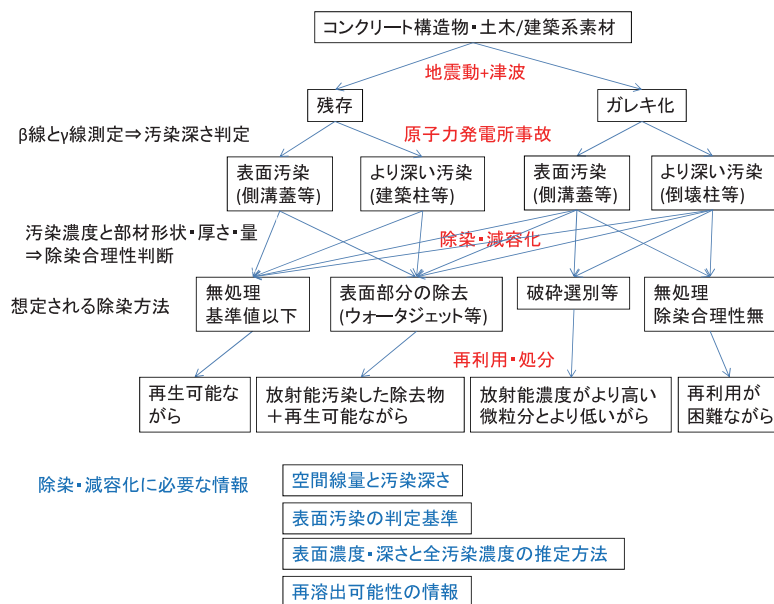 コンクリート構造物・土木/建築系素材
地震動+津波
残存
ガレキ化
β線とγ線測定⇒汚染深さ判定
原子力発電所事故
表面汚染
(側溝蓋等)
より深い汚染
(建築柱等)
表面汚染
(側溝蓋等)
より深い汚染
(倒壊柱等)
汚染濃度と部材形状・厚さ・量
⇒除染合理性判断
除染・減容化
想定される除染方法
無処理
基準値以下
表面部分の除去
(ウォータジェット等)
破砕選別等
無処理
除染合理性無
再利用・処分
再生可能な
がら
放射能汚染した除去物
＋再生可能ながら
放射能濃度がより高い
微粒分とより低いがら
再利用が
困難ながら
除染・減容化に必要な情報
空間線量と汚染深さ
表面汚染の判定基準
表面濃度・深さと全汚染濃度の推定方法
再溶出可能性の情報